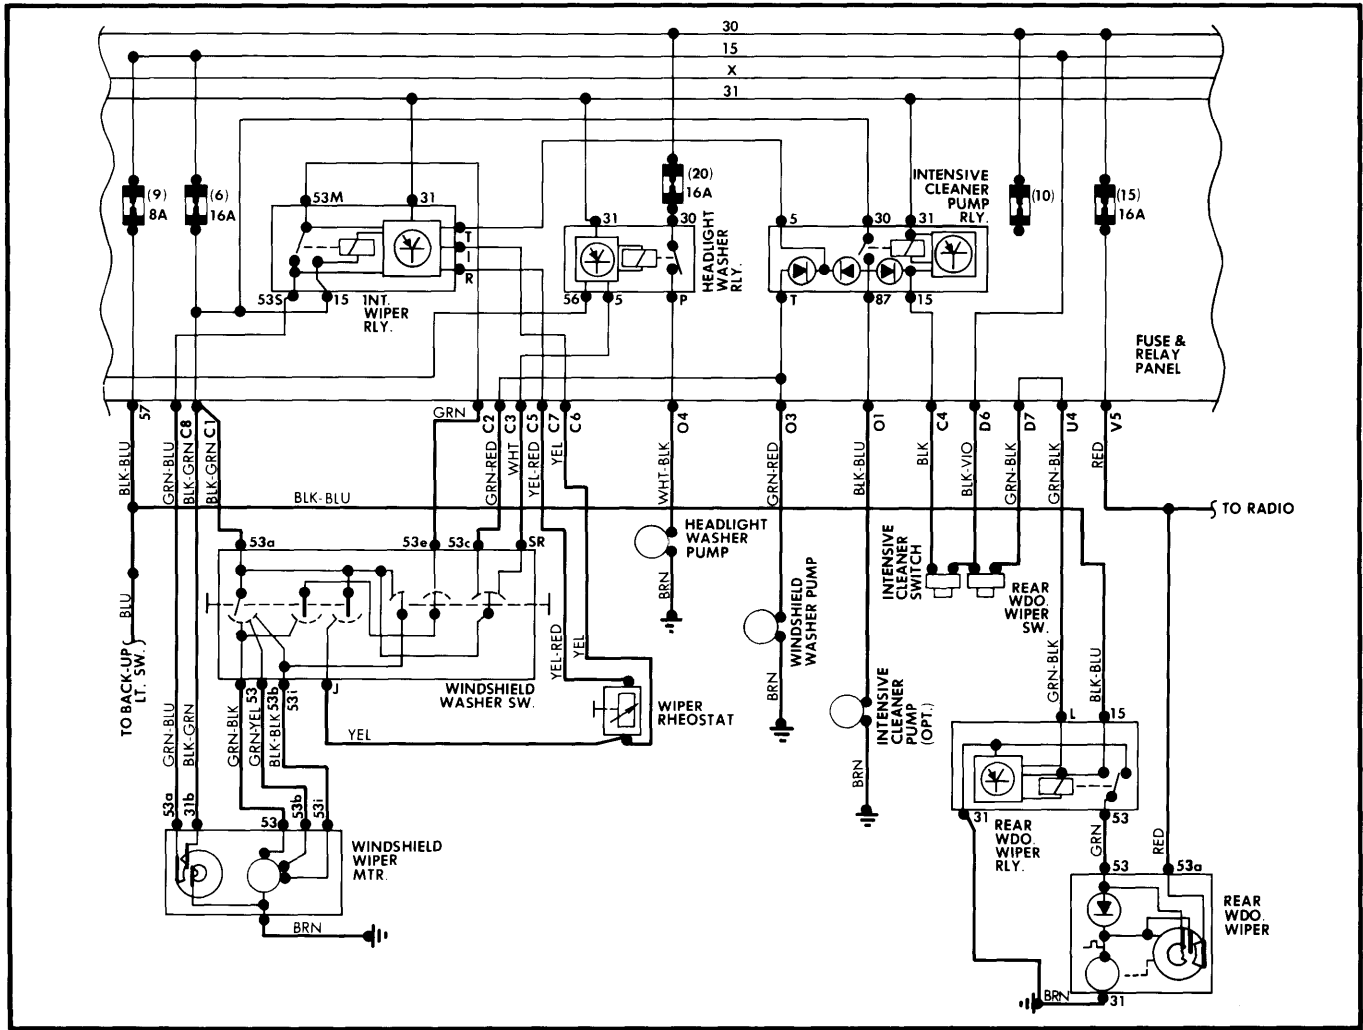 30
15
X
31
(9)
8A
(6)
16A
53M
31
T
I
R
53S
15
INT.
WIPER
RLY.
31
(20)
16A
30
56
5
P
HEADLIGHT
WASHER
RLY.
INTENSIVE
CLEANER
PUMP
RLY.
5
30
31
T
87
15
(10)
(15)
16A
FUSE &
RELAY
PANEL
57
C8
C1
GRN
C2
C3
C5
C7
C6
O4
O3
O1
C4
D6
D7
U4
V5
BLK-BLU
GRN-BLU
BLK-GRN
BLK-GRN
GRN-RED
WHT
YEL-RED
YEL
WHT-BLK
GRN-RED
BLK-BLU
BLK
BLK-VIO
GRN-BLK
GRN-BLK
RED
BLK-BLU
TO RADIO
53a
53e
53c
SR
HEADLIGHT
WASHER
PUMP
BRN
INTENSIVE
CLEANER
SWITCH
REAR
WDO.
WIPER
SW.
BLU
TO BACK-UP
LT. SW.
WINDSHIELD
WASHER PUMP
BRN
YEL-RED
YEL
WINDSHIELD
WASHER SW.
53
53b
53i
J
WIPER
RHEOSTAT
YEL
INTENSIVE
CLEANER
PUMP
(OPT.)
BRN
GRN-BLK
BLK-BLU
L
15
GRN-BLU
BLK-GRN
GRN-BLK
GRN-YEL
BLK-BLK
53a
31b
53
53b
53i
WINDSHIELD
WIPER
MTR.
BRN
31
53
REAR
WDO.
WIPER
RLY.
GRN
RED
53
53a
REAR
WDO.
WIPER
BRN
31